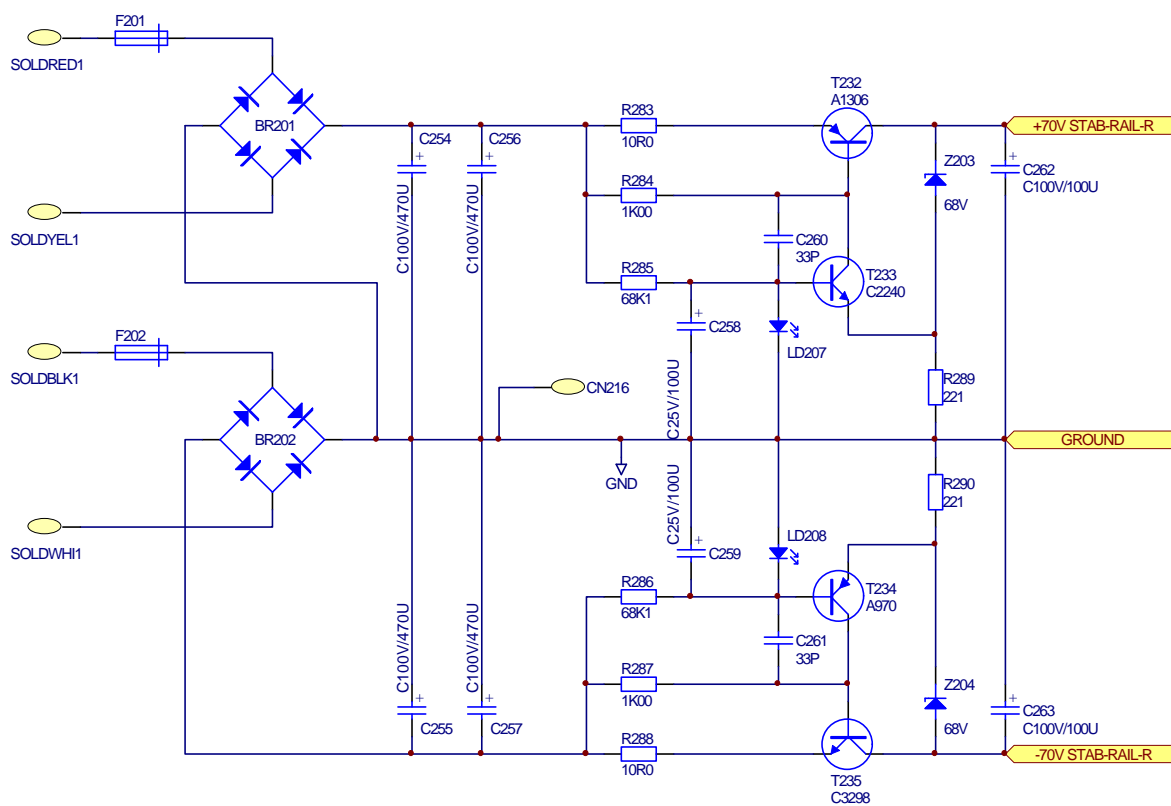 F201
SOLDRED1
BR201
SOLDYEL1
C254
C100V/470U
C256
C100V/470U
R283
10R0
R284
1K00
R285
68K1
T232
A1306
+70V STAB-RAIL-R
Z203
68V
C262
C100V/100U
C260
33P
T233
C2240
C258
C25V/100U
LD207
R289
221
F202
SOLDBLK1
BR202
SOLDWHI1
CN216
GND
GROUND
R290
221
C25V/100U
C259
LD208
R286
68K1
T234
A970
C261
33P
R287
1K00
C100V/470U
C255
C100V/470U
C257
R288
10R0
T235
C3298
Z204
68V
C263
C100V/100U
-70V STAB-RAIL-R